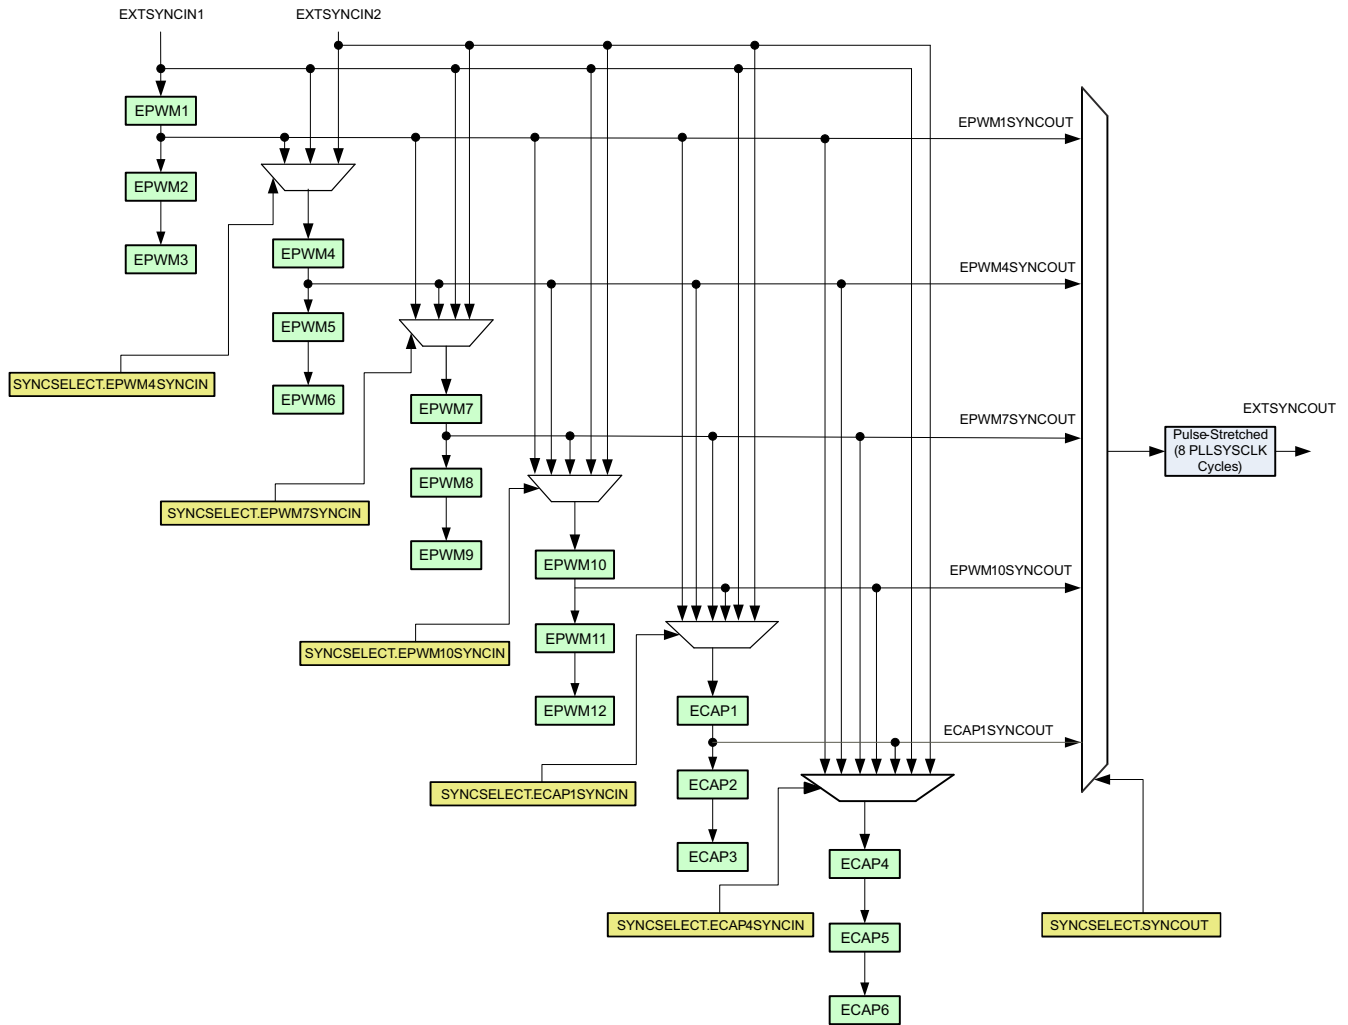 EXTSYNCIN1
EXTSYNCIN2
EPWM1
EPWM1SYNCOUT
EPWM2
EPWM3
EPWM4
EPWM4SYNCOUT
EPWM5
SYNCSELECT.EPWM4SYNCIN
EPWM6
EPWM7
EXTSYNCOUT
EPWM7SYNCOUT
Pulse-Stretched
(8 PLLSYSCLK
Cycles)
EPWM8
SYNCSELECT.EPWM7SYNCIN
EPWM9
EPWM10
EPWM10SYNCOUT
EPWM11
SYNCSELECT.EPWM10SYNCIN
EPWM12
ECAP1
ECAP1SYNCOUT
ECAP2
SYNCSELECT.ECAP1SYNCIN
ECAP3
ECAP4
SYNCSELECT.ECAP4SYNCIN
SYNCSELECT.SYNCOUT
ECAP5
ECAP6